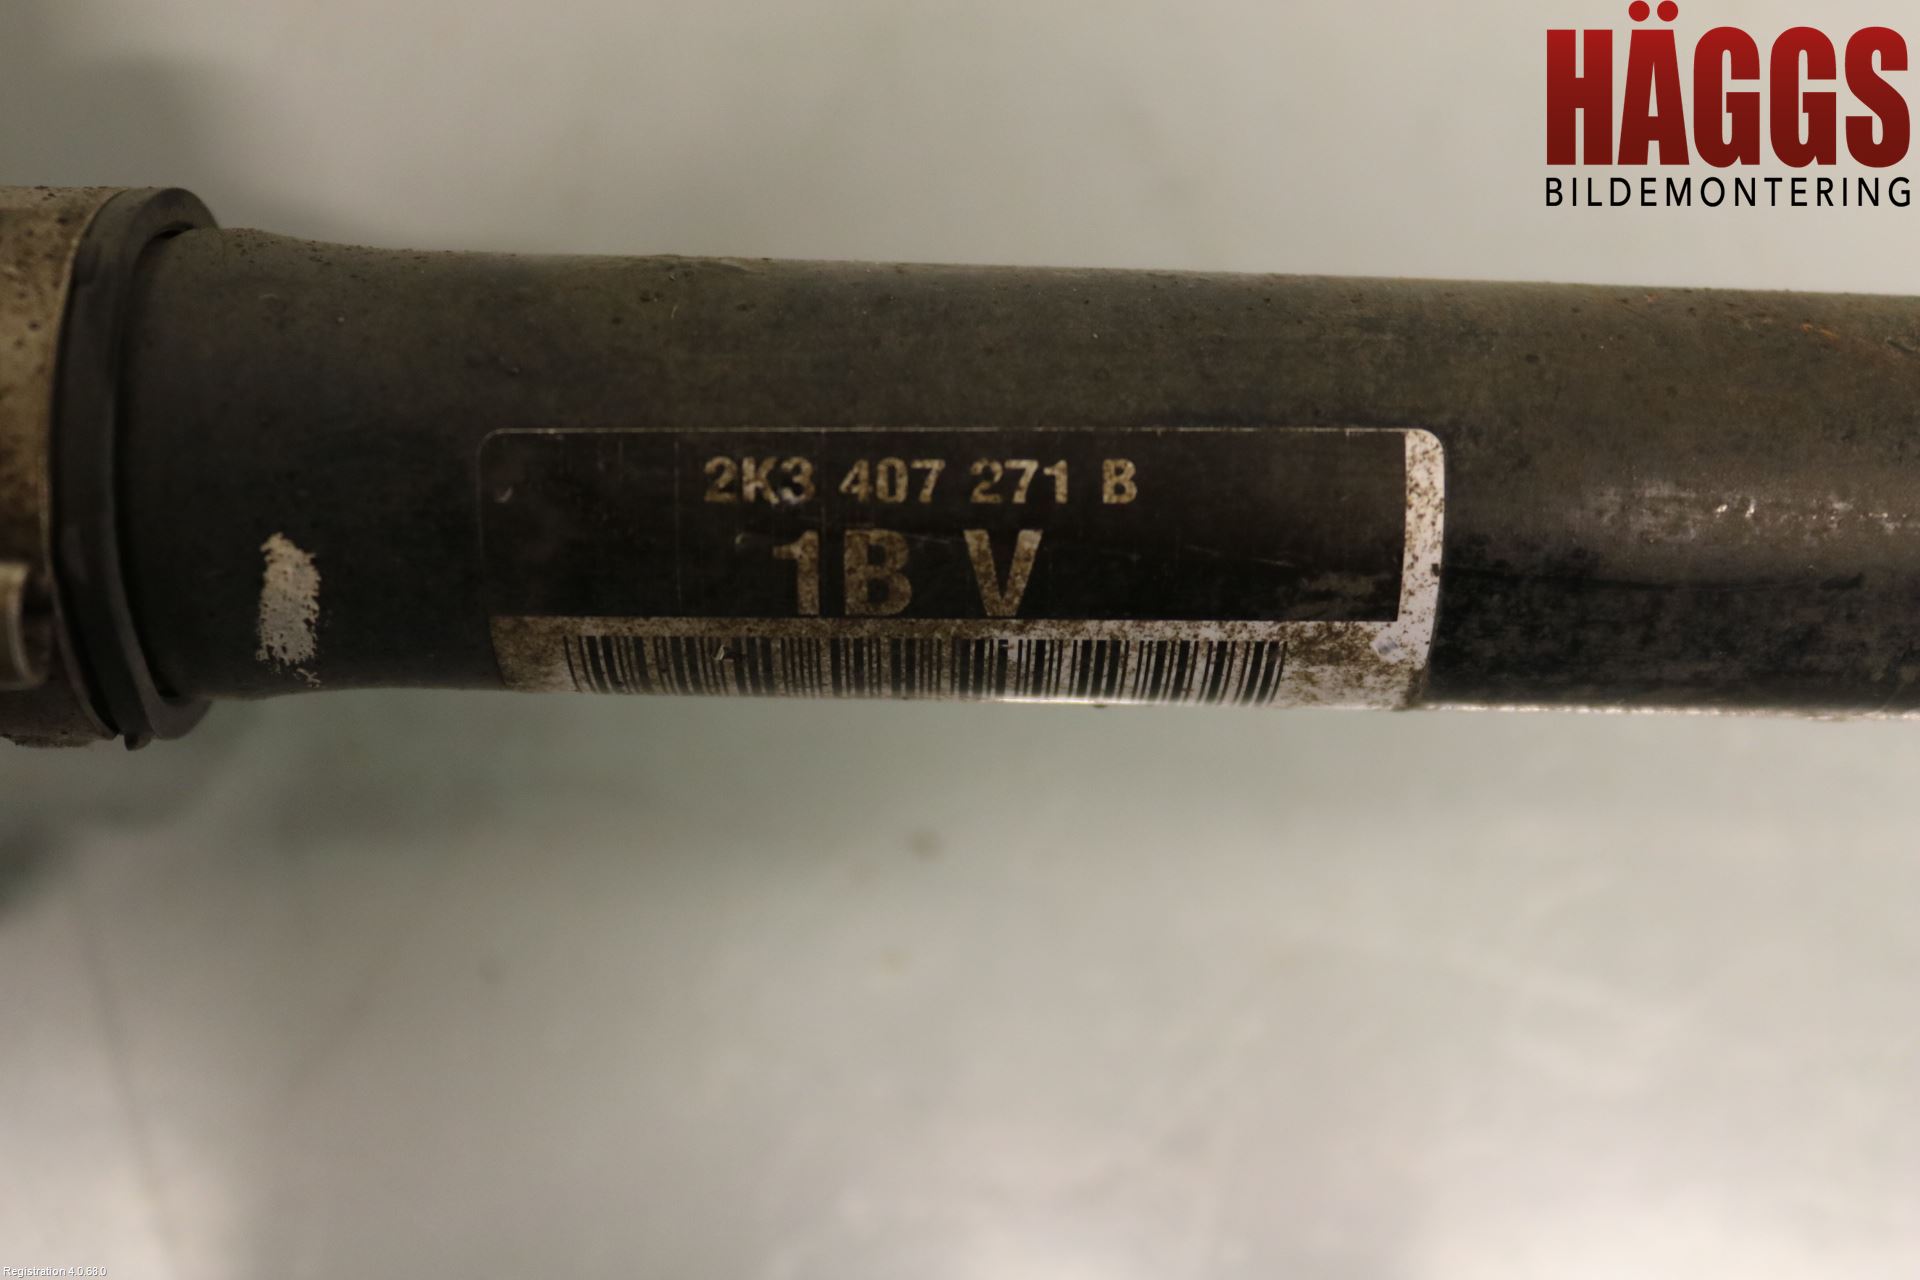 HÄGGS
BILDEMONTERING
2K3 407 271 B
1B V
Registration 4.0.68.0